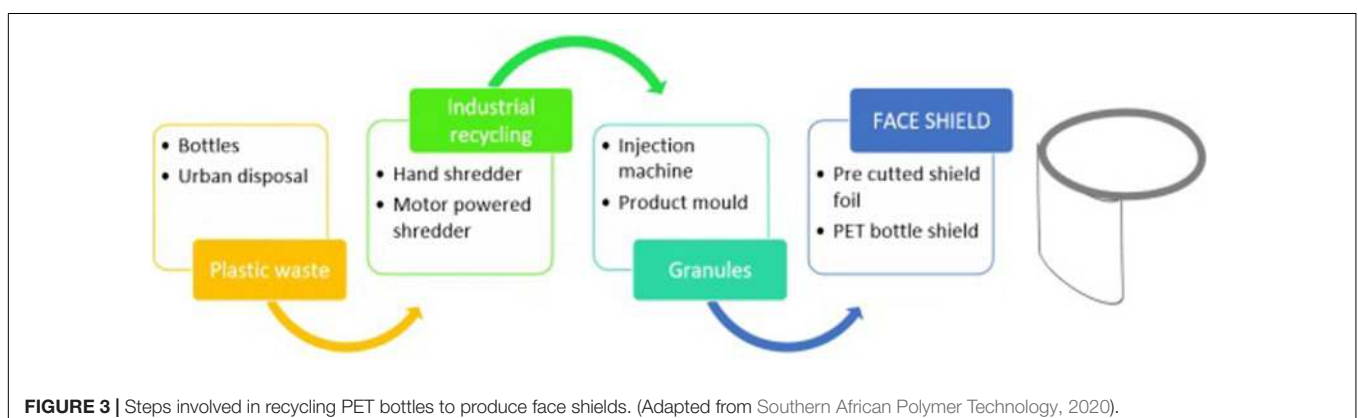 • Bottles
• Urban disposal
Plastic waste
Industrial
recycling
• Hand shredder
• Motor powered
shredder
• Injection
machine
• Product mould
Granules
FACE SHIELD
• Pre cutted shield
foil
• PET bottle shield
FIGURE 3 | Steps involved in recycling PET bottles to produce face shields. (Adapted from Southern African Polymer Technology, 2020).